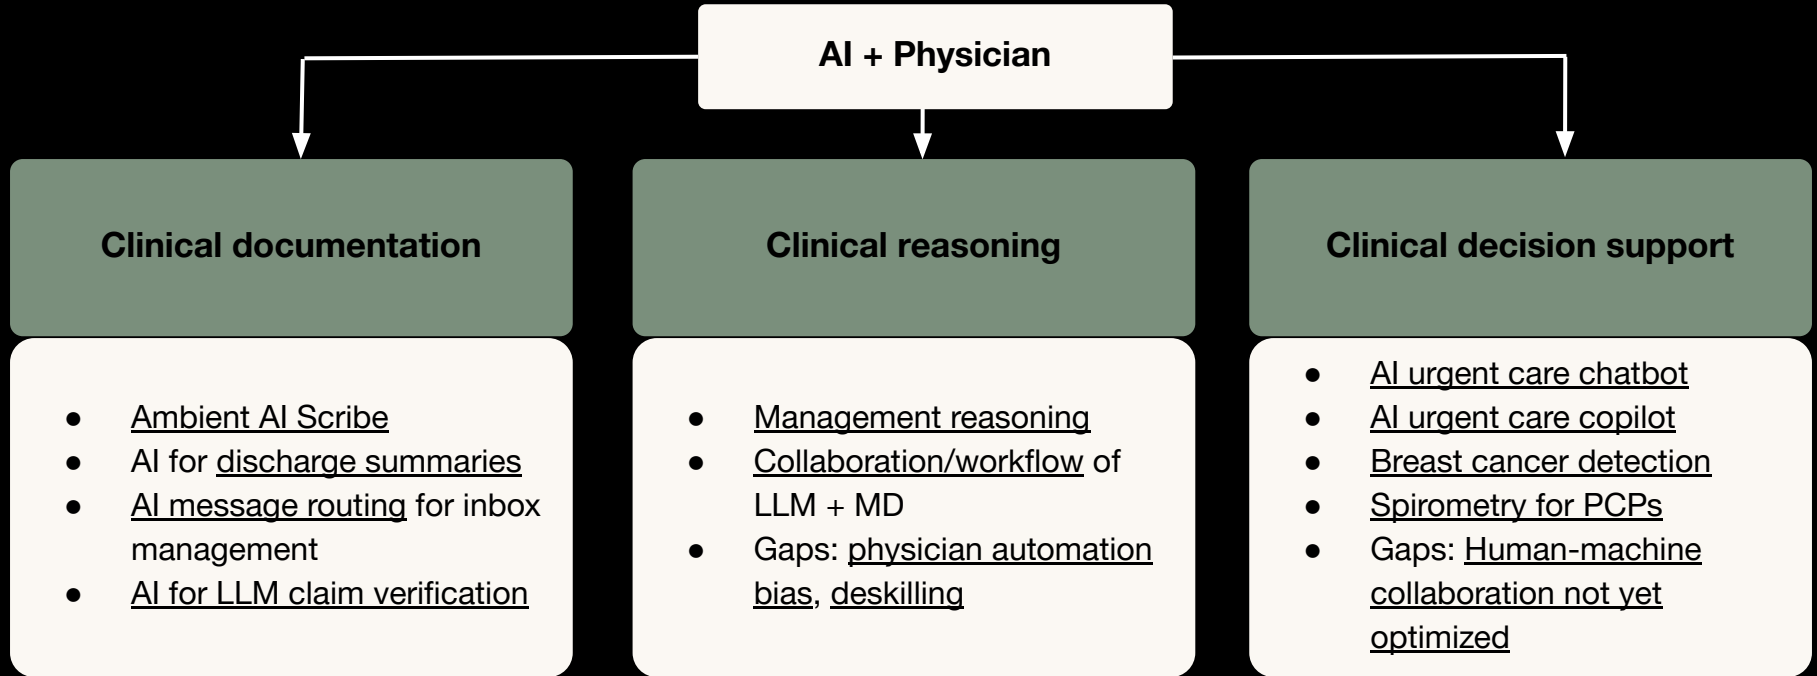 AI + Physician
Clinical documentation
● Ambient AI Scribe
● AI for discharge summaries
● AI message routing for inbox
management
● AI for LLM claim verification
Clinical reasoning
● Management reasoning
● Collaboration/workflow of
LLM + MD
● Gaps: physician automation
bias, deskilling
Clinical decision support
● AI urgent care chatbot
● AI urgent care copilot
● Breast cancer detection
● Spirometry for PCPs
● Gaps: Human-machine
collaboration not yet
optimized